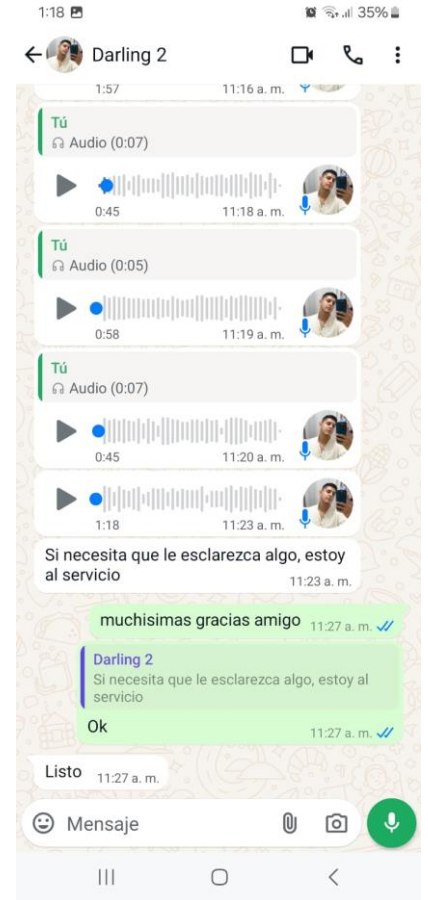 1:18 35%
Darling 2
1:57 11:16 a. m.
Tú
Audio (0:07)
0:45 11:18 a. m.
Tú
Audio (0:05)
0:58 11:19 a. m.
Tú
Audio (0:07)
0:45 11:20 a. m.
1:18 11:23 a. m.
Si necesita que le esclarezca algo, estoy
al servicio
11:23 a. m.
muchisimas gracias amigo 11:27 a. m.
Darling 2
Si necesita que le esclarezca algo, estoy al
servicio
Ok 11:27 a. m.
Listo 11:27 a. m.
Mensaje